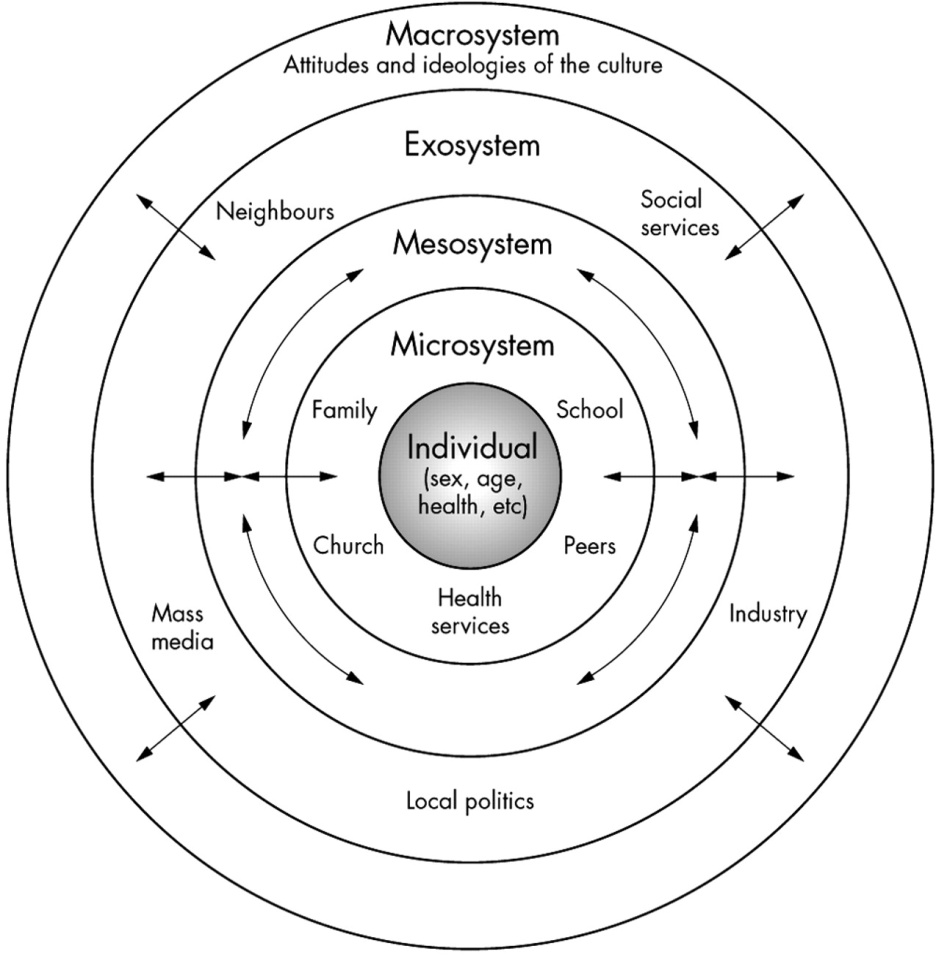 Macrosystem
Attitudes and ideologies of the culture
Exosystem
Neighbours
Social
services
Mesosystem
Microsystem
Family
School
Individual
(sex, age,
health, etc)
Church
Peers
Health
services
Mass
media
Industry
Local politics